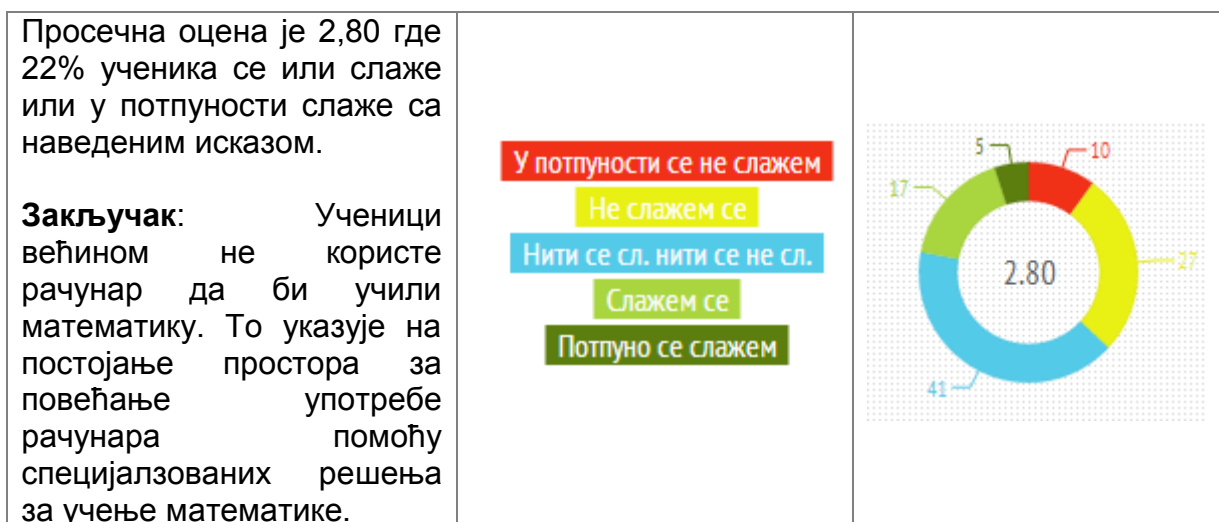 Просечна оцена је 2,80 где
22% ученика се или слаже
или у потпуности слаже са
наведеним исказом.
Закључак: Ученици
већином не користе
рачунар да би учили
математику. То указује на
постојање простора за
повећање употребе
рачунара помоћу
специјалзованих решења
за учење математике.
У потпуности се не слажем
Не слажем се
Нити се сл. нити се не сл.
Слажем се
Потпуно се слажем
5
10
17
27
2.80
41